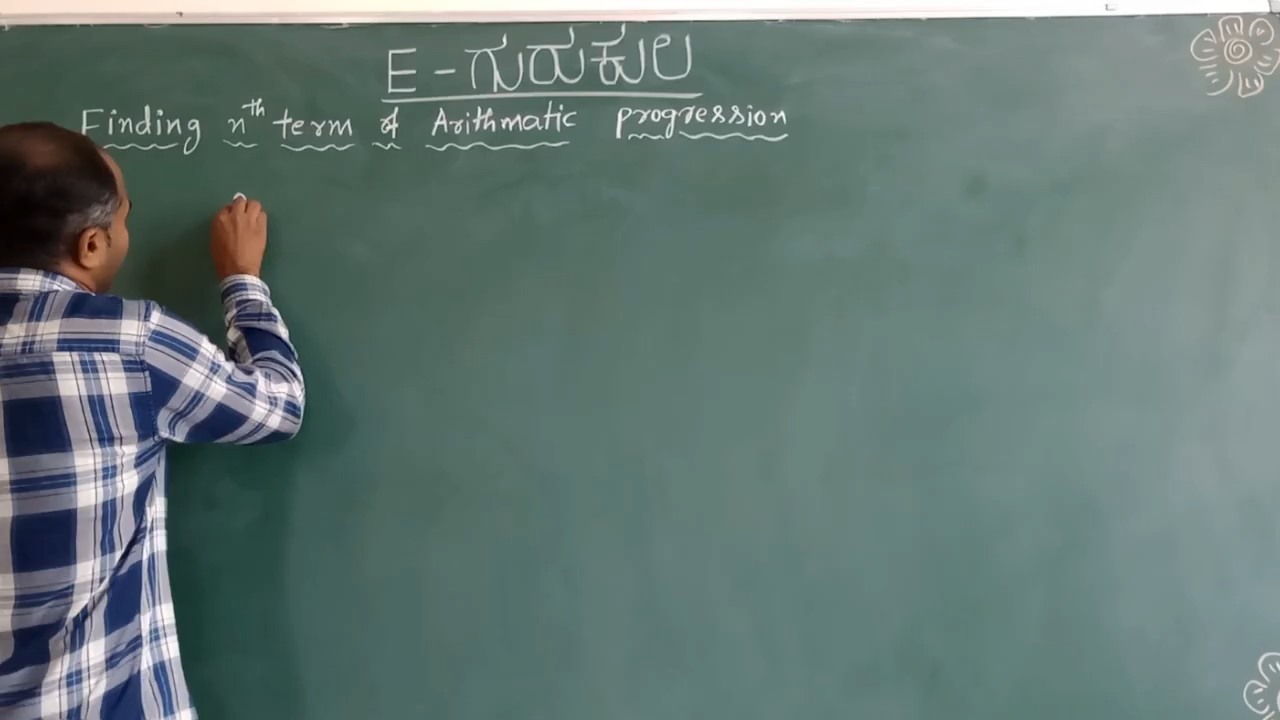 E - ಗುರುಕುಲ
Finding nth term of Arithmatic progression